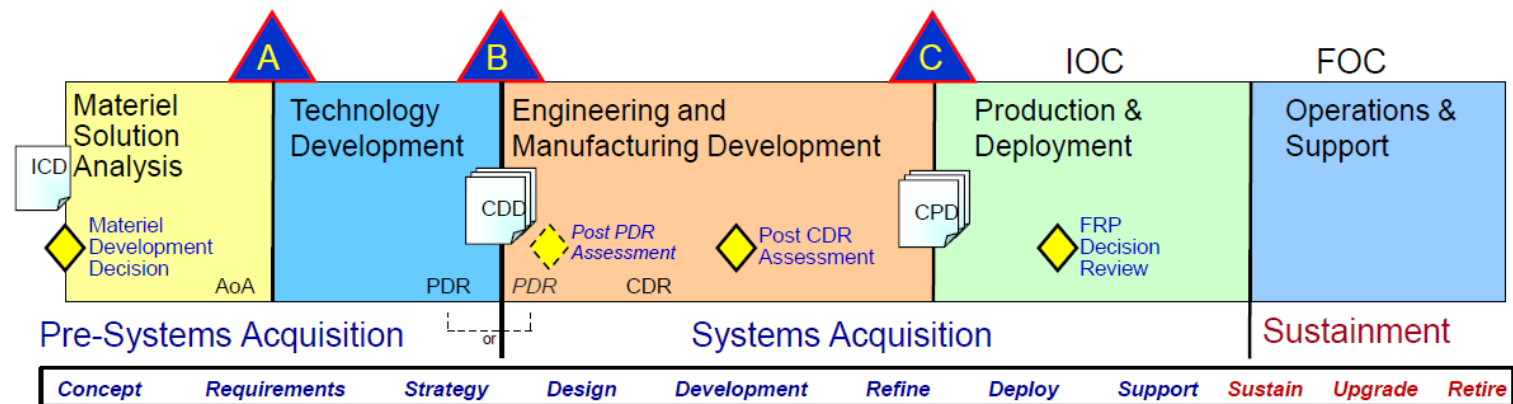 A
B
C
IOC
FOC
Materiel
Solution
Analysis
Technology
Development
Engineering and
Manufacturing Development
Production &
Deployment
Operations &
Support
ICD
CDD
CPD
Materiel
Development
Decision
Post PDR
Assessment
Post CDR
Assessment
FRP
Decision
Review
AoA
PDR
PDR
CDR
Pre-Systems Acquisition
or
Systems Acquisition
Sustainment
Concept Requirements Strategy Design Development Refine Deploy Support Sustain Upgrade Retire